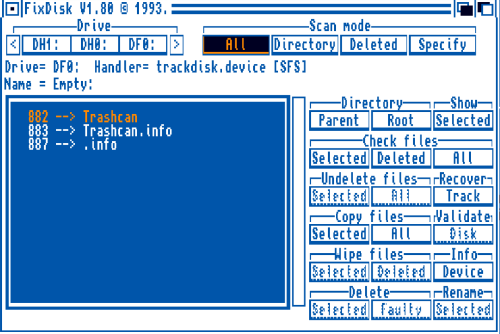 FixDisk V1.80 © 1993.
Drive
Scan mode
< DH1: DH0: DF0: > All Directory Deleted Specify
Drive= DF0: Handler= trackdisk.device [SFS]
Name = Empty:
882 --> Trashcan
883 --> Trashcan.info
887 --> .info
Directory Show
Parent Root Selected
Check files
Selected Deleted All
Undelete files Recover
Selected All Track
Copy files Validate
Selected All Disk
Wipe files Info
Selected Deleted Device
Delete Rename
Selected Faulty Selected